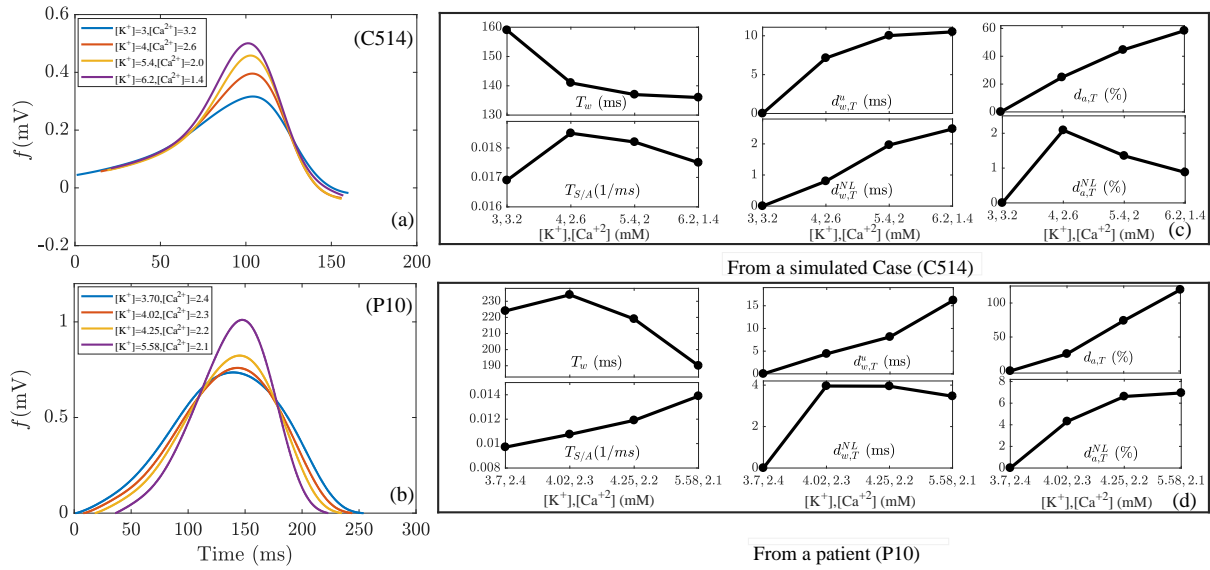 (C514)
[K⁺]=3,[Ca²⁺]=3.2
[K⁺]=4,[Ca²⁺]=2.6
[K⁺]=5.4,[Ca²⁺]=2.0
[K⁺]=6.2,[Ca²⁺]=1.4
f(mV)
0.6
0.4
0.2
0
-0.2
0
50
100
150
200
(a)
(P10)
[K⁺]=3.70,[Ca²⁺]=2.4
[K⁺]=4.02,[Ca²⁺]=2.3
[K⁺]=4.25,[Ca²⁺]=2.2
[K⁺]=5.58,[Ca²⁺]=2.1
f(mV)
1
0.5
0
0
50
100
150
200
250
300
Time (ms)
(b)
160
150
140
130
T_w (ms)
0.018
0.017
0.016
T_{S/A}(1/ms)
3, 3.2
4, 2.6
5.4, 2
6.2, 1.4
[K⁺],[Ca⁺²] (mM)
10
5
0
d^u_{w,T} (ms)
2
1
0
d^{NL}_{w,T} (ms)
3, 3.2
4, 2.6
5.4, 2
6.2, 1.4
[K⁺],[Ca⁺²] (mM)
60
40
20
0
d_{a,T} (%)
2
1
0
d^{NL}_{a,T} (%)
3, 3.2
4, 2.6
5.4, 2
6.2, 1.4
[K⁺],[Ca⁺²] (mM)
(c)
From a simulated Case (C514)
230
220
210
200
190
T_w (ms)
0.014
0.012
0.01
0.008
T_{S/A}(1/ms)
3.7, 2.4
4.02, 2.3
4.25, 2.2
5.58, 2.1
[K⁺],[Ca⁺²] (mM)
15
10
5
0
d^u_{w,T} (ms)
4
2
0
d^{NL}_{w,T} (ms)
3.7, 2.4
4.02, 2.3
4.25, 2.2
5.58, 2.1
[K⁺],[Ca⁺²] (mM)
100
50
0
d_{a,T} (%)
8
6
4
2
0
d^{NL}_{a,T} (%)
3.7, 2.4
4.02, 2.3
4.25, 2.2
5.58, 2.1
[K⁺],[Ca⁺²] (mM)
(d)
From a patient (P10)